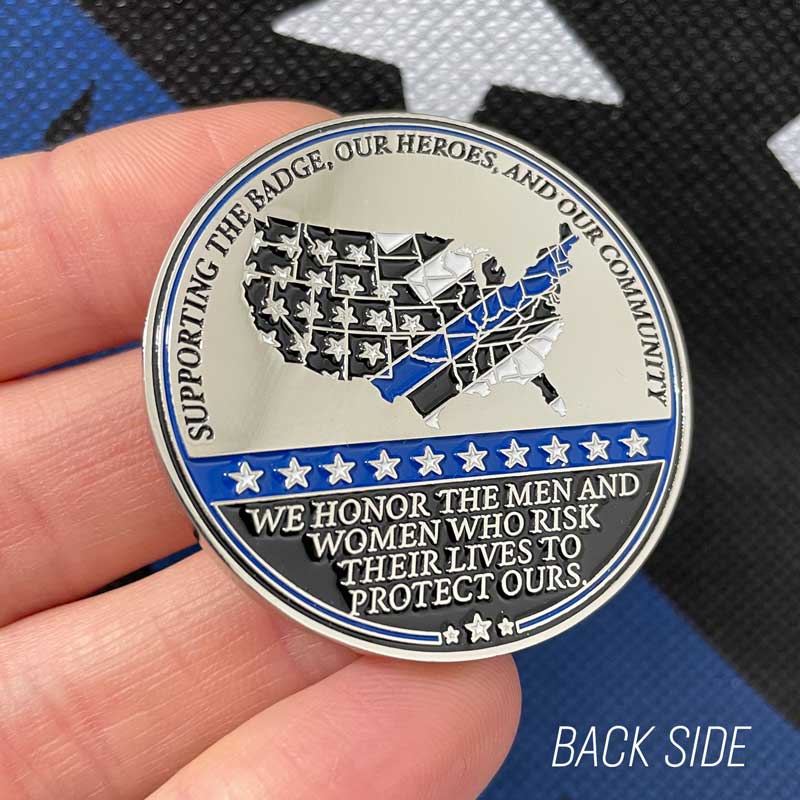 SUPPORTING THE BADGE, OUR HEROES, AND OUR COMMUNITY
WE HONOR THE MEN AND
WOMEN WHO RISK
THEIR LIVES TO
PROTECT OURS.
BACK SIDE